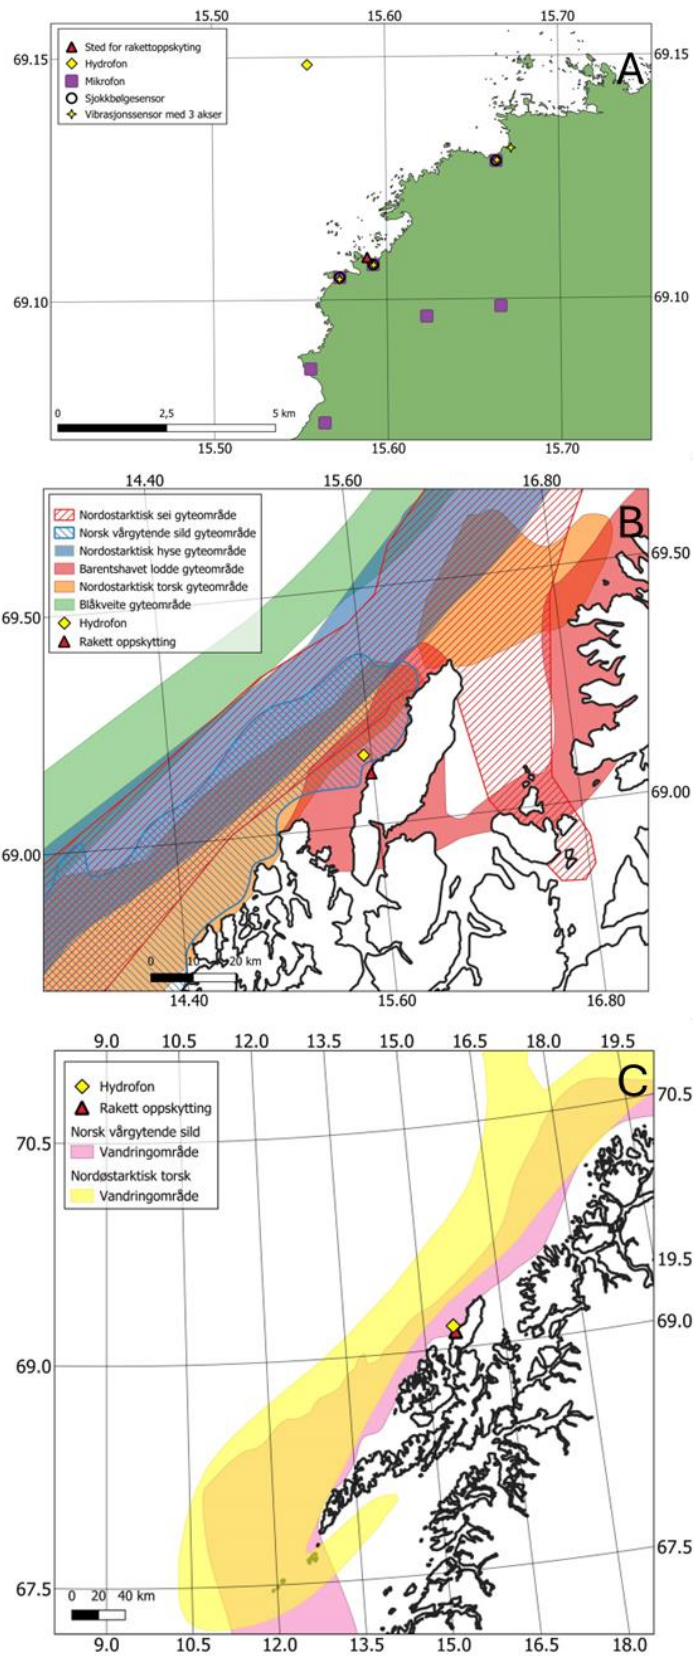 15.50 15.60 15.70
A
Sted for rakettoppskyting
Hydrofon
Mikrofon
Sjokkbølgesensor
Vibrasjonssensor med 3 akser
69.15 69.15
69.10 69.10
0 2,5 5 km
15.50 15.60 15.70
14.40 15.60 16.80
B
Nordostarktisk sei gyteområde
Norsk vårgytende sild gyteområde
Nordostarktisk hyse gyteområde
Barentshavet lodde gyteområde
Nordostarktisk torsk gyteområde
Blåkveite gyteområde
Hydrofon
Rakett oppskytting
69.50
69.50
69.00
69.00
0 10 20 km
14.40 15.60 16.80
9.0 10.5 12.0 13.5 15.0 16.5 18.0 19.5
C
Hydrofon
Rakett oppskytting
Norsk vårgytende sild
Vandringområde
Nordøstarktisk torsk
Vandringområde
70.5
70.5
19.5
69.0
69.0
67.5
67.5
0 20 40 km
9.0 10.5 12.0 13.5 15.0 16.5 18.0